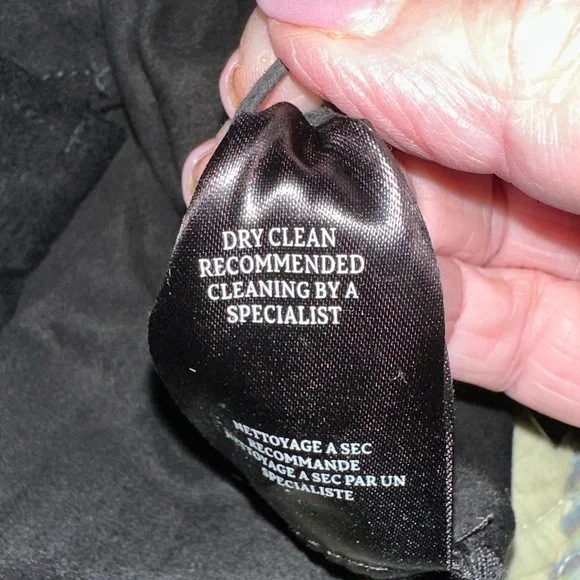 DRY CLEAN
RECOMMENDED
CLEANING BY A
SPECIALIST
NETTOYAGE A SEC
RECOMMANDE
NETTOYAGE A SEC PAR UN
SPECIALISTE